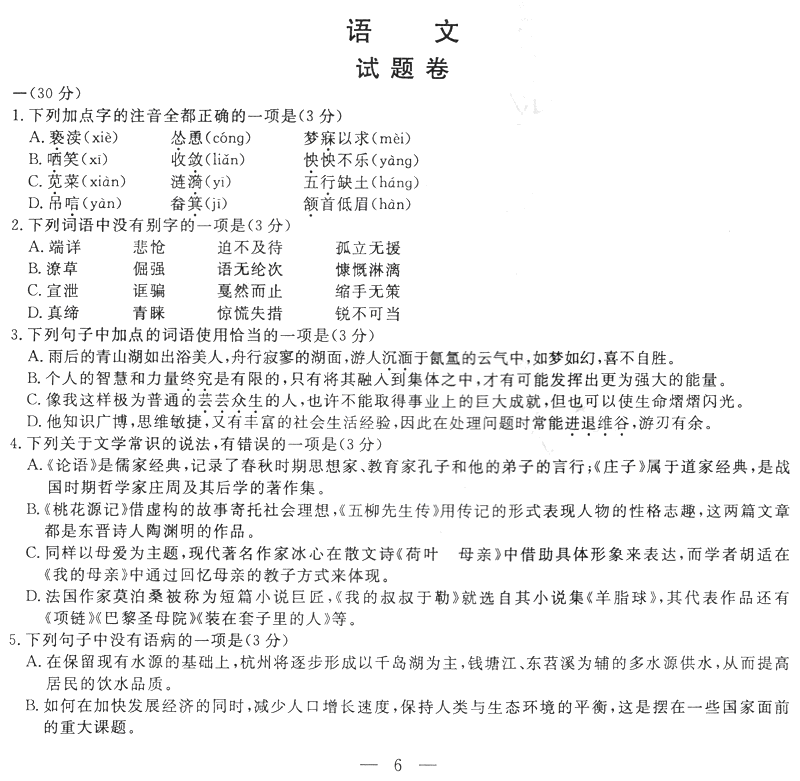 语 文
试 题 卷
一(30 分)
1. 下列加点字的注音全都正确的一项是(3 分)
A. 亵渎(xiè) 怂恿(cóng) 梦寐以求(mèi)
B. 哂笑(xī) 收敛(liǎn) 怏怏不乐(yàng)
C. 苋菜(xiàn) 涟漪(yī) 五行缺土(háng)
D. 吊唁(yàn) 畚箕(jī) 颔首低眉(hàn)
2. 下列词语中没有别字的一项是(3 分)
A. 端详 悲怆 迫不及待 孤立无援
B. 潦草 倔强 语无纶次 慷慨淋漓
C. 宣泄 诓骗 戛然而止 缩手无策
D. 真缔 青睐 惊慌失措 锐不可当
3. 下列句子中加点的词语使用恰当的一项是(3 分)
A. 雨后的青山湖如出浴美人,舟行寂寥的湖面,游人沉湎于氤氲的云气中,如梦如幻,喜不自胜。
B. 个人的智慧和力量终究是有限的,只有将其融入到集体之中,才有可能发挥出更为强大的能量。
C. 像我这样极为普通的芸芸众生的人,也许不能取得事业上的巨大成就,但也可以使生命熠熠闪光。
D. 他知识广博,思维敏捷,又有丰富的社会生活经验,因此在处理问题时常能进退维谷,游刃有余。
4. 下列关于文学常识的说法,有错误的一项是(3 分)
A.《论语》是儒家经典,记录了春秋时期思想家、教育家孔子和他的弟子的言行;《庄子》属于道家经典,是战
国时期哲学家庄周及其后学的著作集。
B.《桃花源记》借虚构的故事寄托社会理想,《五柳先生传》用传记的形式表现人物的性格志趣,这两篇文章
都是东晋诗人陶渊明的作品。
C. 同样以母爱为主题,现代著名作家冰心在散文诗《荷叶 母亲》中借助具体形象来表达,而学者胡适在
《我的母亲》中通过回忆母亲的教子方式来体现。
D. 法国作家莫泊桑被称为短篇小说巨匠,《我的叔叔于勒》就选自其小说集《羊脂球》,其代表作品还有
《项链》《巴黎圣母院》《装在套子里的人》等。
5. 下列句子中没有语病的一项是(3 分)
A. 在保留现有水源的基础上,杭州将逐步形成以千岛湖为主,钱塘江、东苕溪为辅的多水源供水,从而提高
居民的饮水品质。
B. 如何在加快发展经济的同时,减少人口增长速度,保持人类与生态环境的平衡,这是摆在一些国家面前
的重大课题。
— 6 —